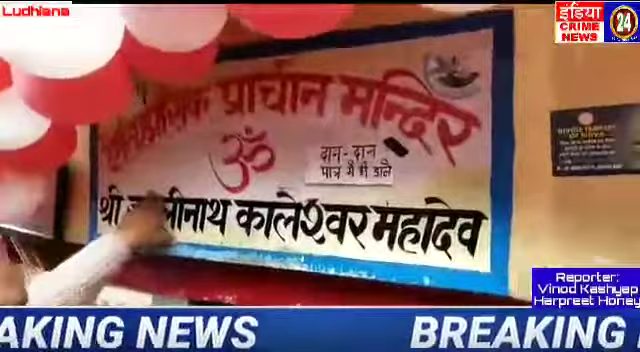 Ludhiana
इंडिया
CRIME
NEWS
24
प्राचीन मन्दिर
ॐ
दान - दान
पात्र में ही डालें
श्री कालीनाथ कालेश्वर महादेव
Reporter:
Vinod Kashyap
Harpreet Honey
AKING NEWS BREAKING